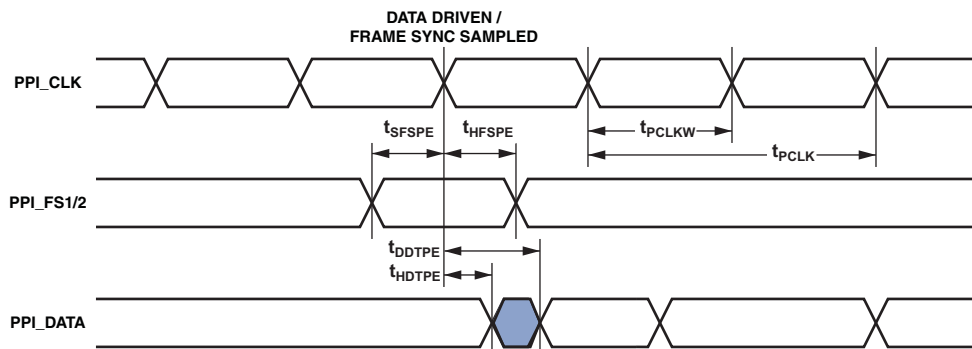 DATA DRIVEN /
FRAME SYNC SAMPLED
PPI_CLK
tSFSPE
tHFSPE
tPCLKW
tPCLK
PPI_FS1/2
tDDTPE
tHDTPE
PPI_DATA